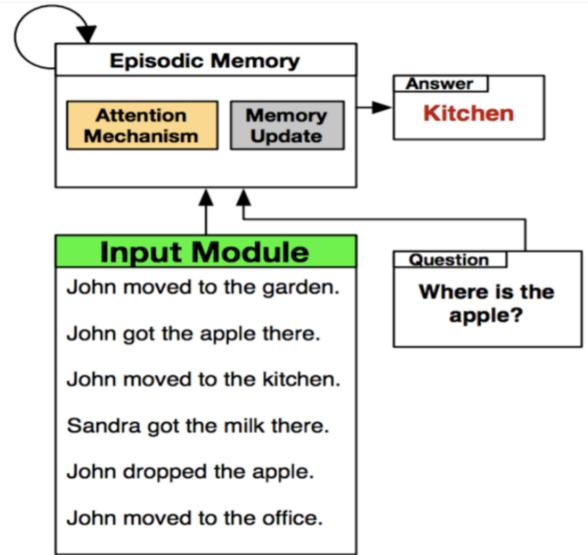 Episodic Memory
Attention
Mechanism
Memory
Update
Answer
Kitchen
Input Module
John moved to the garden.
John got the apple there.
John moved to the kitchen.
Sandra got the milk there.
John dropped the apple.
John moved to the office.
Question
Where is the
apple?